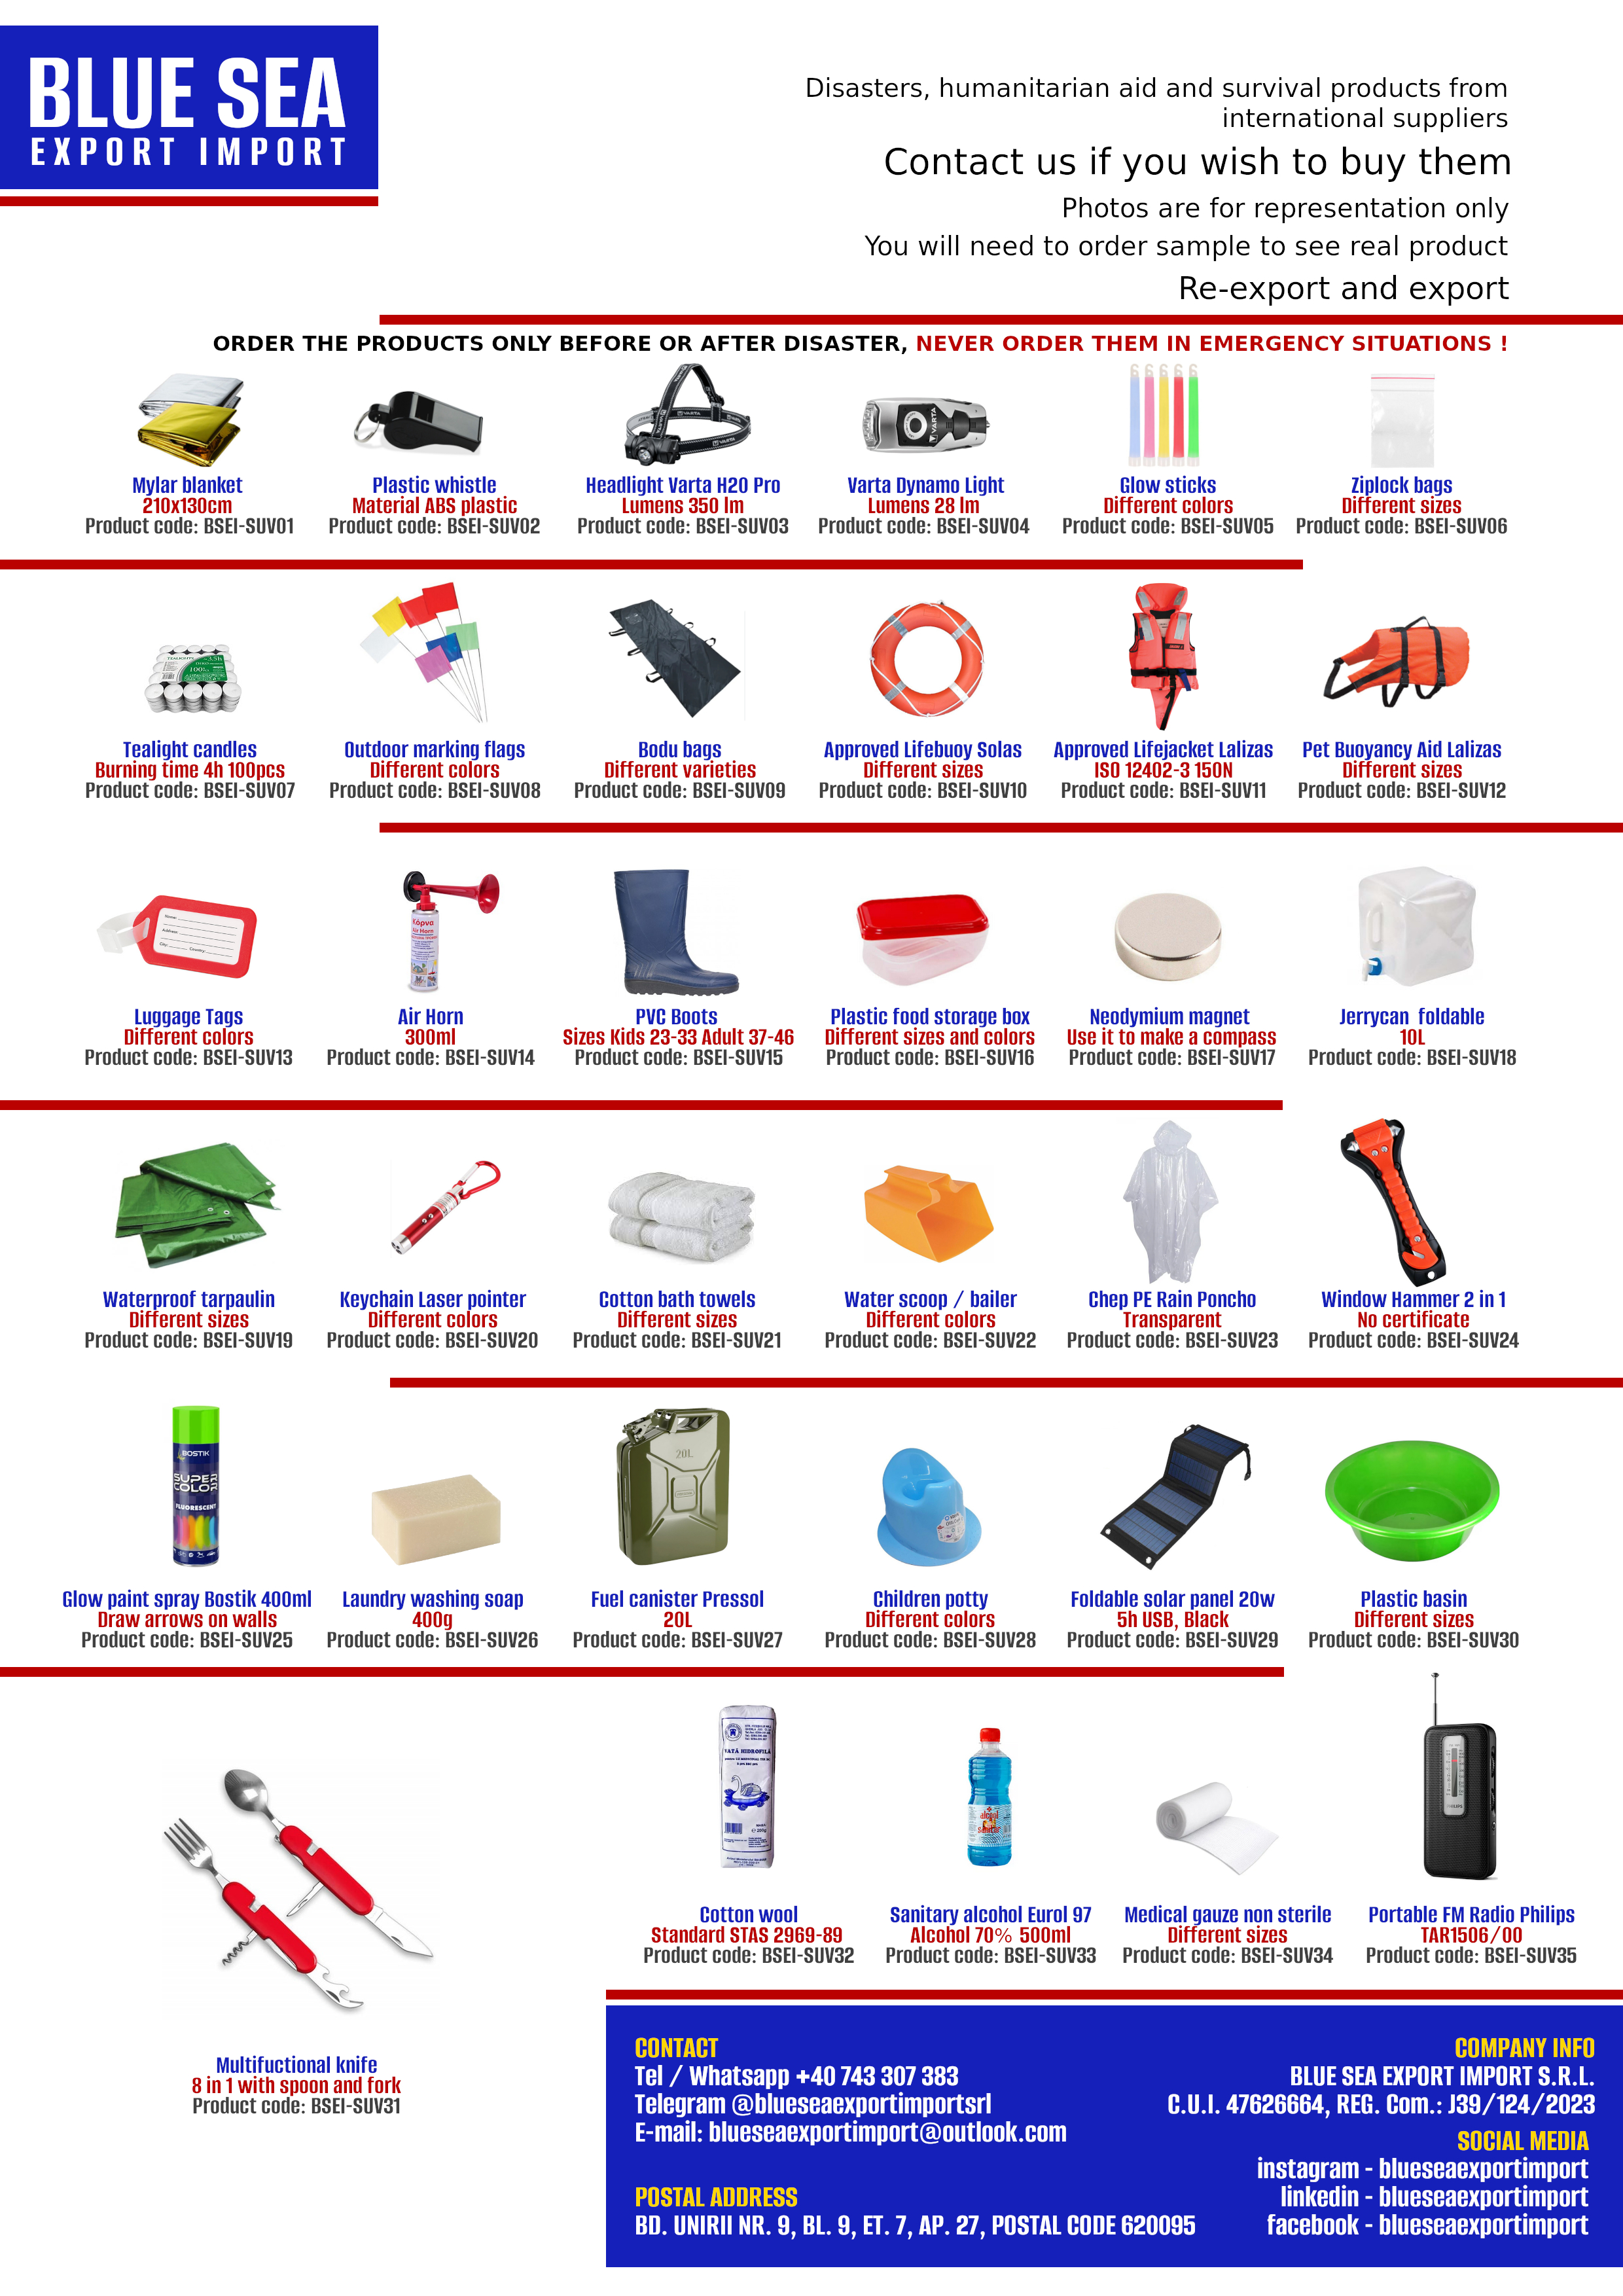 BLUE SEA
EXPORT IMPORT
Disasters, humanitarian aid and survival products from
international suppliers
Contact us if you wish to buy them
Photos are for representation only
You will need to order sample to see real product
Re-export and export
ORDER THE PRODUCTS ONLY BEFORE OR AFTER DISASTER, NEVER ORDER THEM IN EMERGENCY SITUATIONS !
Mylar blanket
210x130cm
Product code: BSEI-SUV01
Plastic whistle
Material ABS plastic
Product code: BSEI-SUV02
VARTA
Headlight Varta H20 Pro
Lumens 350 lm
Product code: BSEI-SUV03
VARTA
Varta Dynamo Light
Lumens 28 lm
Product code: BSEI-SUV04
Glow sticks
Different colors
Product code: BSEI-SUV05
Ziplock bags
Different sizes
Product code: BSEI-SUV06
TEALIGHTS
100
Tealight candles
Burning time 4h 100pcs
Product code: BSEI-SUV07
Outdoor marking flags
Different colors
Product code: BSEI-SUV08
Bodu bags
Different varieties
Product code: BSEI-SUV09
Approved Lifebuoy Solas
Different sizes
Product code: BSEI-SUV10
Approved Lifejacket Lalizas
ISO 12402-3 150N
Product code: BSEI-SUV11
Pet Buoyancy Aid Lalizas
Different sizes
Product code: BSEI-SUV12
Name:
Address:
City: Country:
Luggage Tags
Different colors
Product code: BSEI-SUV13
Κόρνα
Air Horn
Air Horn
300ml
Product code: BSEI-SUV14
PVC Boots
Sizes Kids 23-33 Adult 37-46
Product code: BSEI-SUV15
Plastic food storage box
Different sizes and colors
Product code: BSEI-SUV16
Neodymium magnet
Use it to make a compass
Product code: BSEI-SUV17
Jerrycan foldable
10L
Product code: BSEI-SUV18
Waterproof tarpaulin
Different sizes
Product code: BSEI-SUV19
Keychain Laser pointer
Different colors
Product code: BSEI-SUV20
Cotton bath towels
Different sizes
Product code: BSEI-SUV21
Water scoop / bailer
Different colors
Product code: BSEI-SUV22
Chep PE Rain Poncho
Transparent
Product code: BSEI-SUV23
Window Hammer 2 in 1
No certificate
Product code: BSEI-SUV24
BOSTIK
SUPER
COLOR
FLUORESCENT
Glow paint spray Bostik 400ml
Draw arrows on walls
Product code: BSEI-SUV25
Laundry washing soap
400g
Product code: BSEI-SUV26
20L
Fuel canister Pressol
20L
Product code: BSEI-SUV27
Children potty
Different colors
Product code: BSEI-SUV28
Foldable solar panel 20w
5h USB, Black
Product code: BSEI-SUV29
Plastic basin
Different sizes
Product code: BSEI-SUV30
Multifuctional knife
8 in 1 with spoon and fork
Product code: BSEI-SUV31
VATĂ HIDROFILĂ
Cotton wool
Standard STAS 2969-89
Product code: BSEI-SUV32
alcool
Sanitar
Sanitary alcohol Eurol 97
Alcohol 70% 500ml
Product code: BSEI-SUV33
Medical gauze non sterile
Different sizes
Product code: BSEI-SUV34
PHILIPS
Portable FM Radio Philips
TAR1506/00
Product code: BSEI-SUV35
CONTACT
Tel / Whatsapp +40 743 307 383
Telegram @blueseaexportimportsrl
E-mail: blueseaexportimport@outlook.com
POSTAL ADDRESS
BD. UNIRII NR. 9, BL. 9, ET. 7, AP. 27, POSTAL CODE 620095
COMPANY INFO
BLUE SEA EXPORT IMPORT S.R.L.
C.U.I. 47626664, REG. Com.: J39/124/2023
SOCIAL MEDIA
instagram - blueseaexportimport
linkedin - blueseaexportimport
facebook - blueseaexportimport